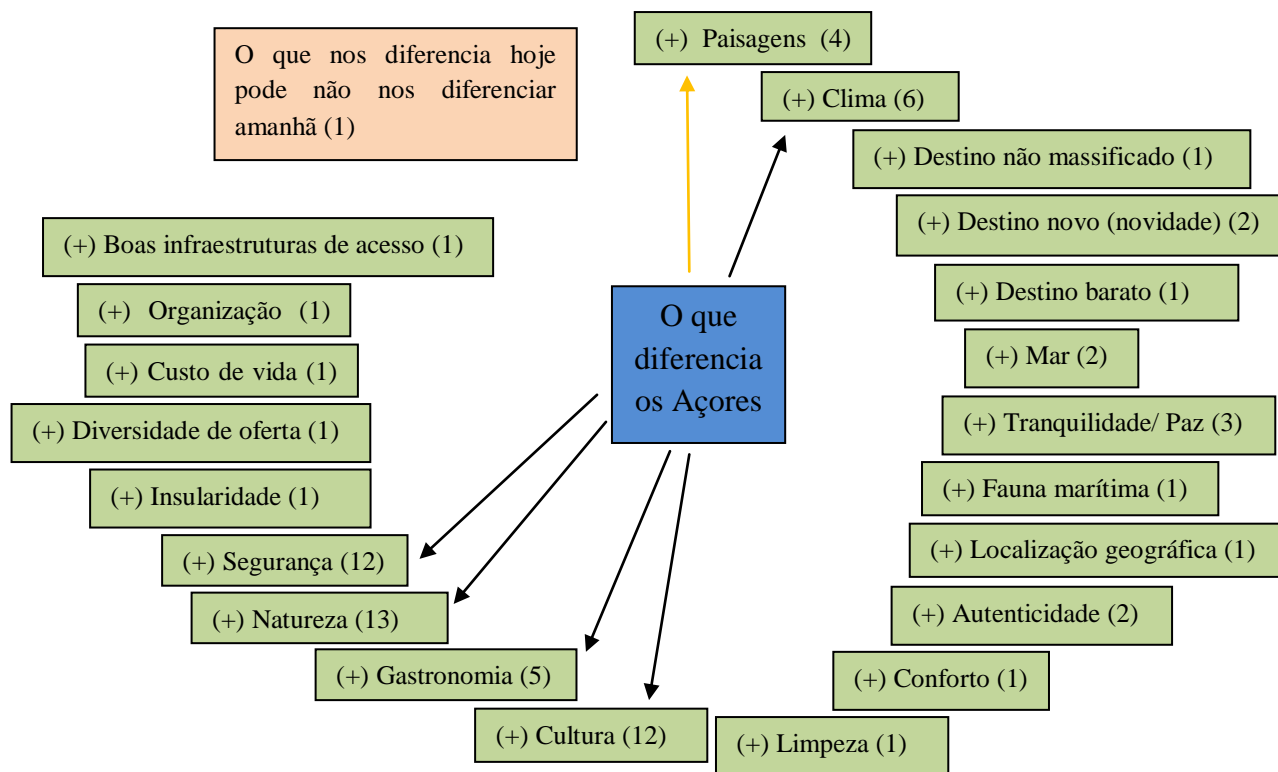 O que nos diferencia hoje
pode não nos diferenciar
amanhã (1)
(+) Paisagens (4)
(+) Clima (6)
(+) Destino não massificado (1)
(+) Destino novo (novidade) (2)
(+) Destino barato (1)
(+) Mar (2)
(+) Tranquilidade/ Paz (3)
(+) Fauna marítima (1)
(+) Localização geográfica (1)
(+) Autenticidade (2)
(+) Conforto (1)
(+) Limpeza (1)
O que
diferencia
os Açores
(+) Boas infraestruturas de acesso (1)
(+) Organização (1)
(+) Custo de vida (1)
(+) Diversidade de oferta (1)
(+) Insularidade (1)
(+) Segurança (12)
(+) Natureza (13)
(+) Gastronomia (5)
(+) Cultura (12)